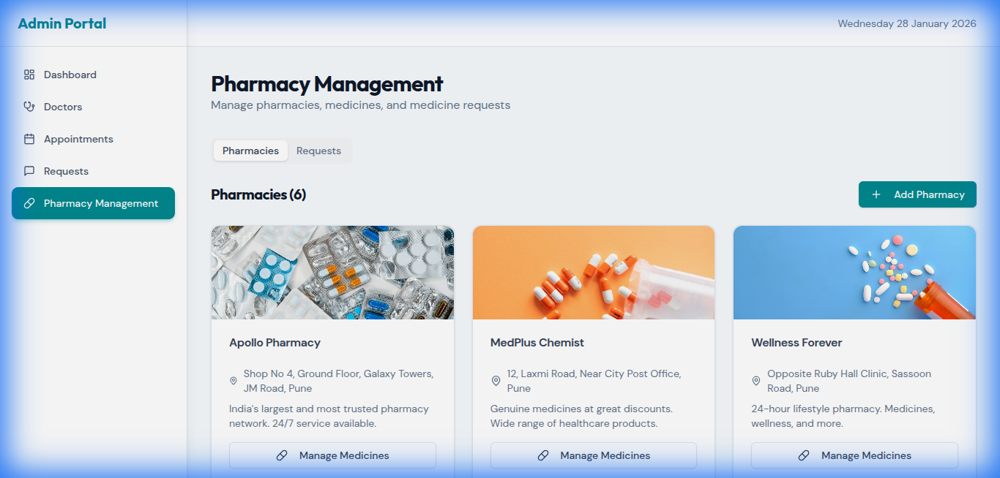 Admin Portal
Wednesday 28 January 2026
Dashboard
Doctors
Appointments
Requests
Pharmacy Management
Pharmacy Management
Manage pharmacies, medicines, and medicine requests
Pharmacies
Requests
Pharmacies (6)
Add Pharmacy
Apollo Pharmacy
Shop No 4, Ground Floor, Galaxy Towers,
JM Road, Pune
India's largest and most trusted pharmacy
network. 24/7 service available.
Manage Medicines
MedPlus Chemist
12, Laxmi Road, Near City Post Office,
Pune
Genuine medicines at great discounts.
Wide range of healthcare products.
Manage Medicines
Wellness Forever
Opposite Ruby Hall Clinic, Sassoon
Road, Pune
24-hour lifestyle pharmacy. Medicines,
wellness, and more.
Manage Medicines